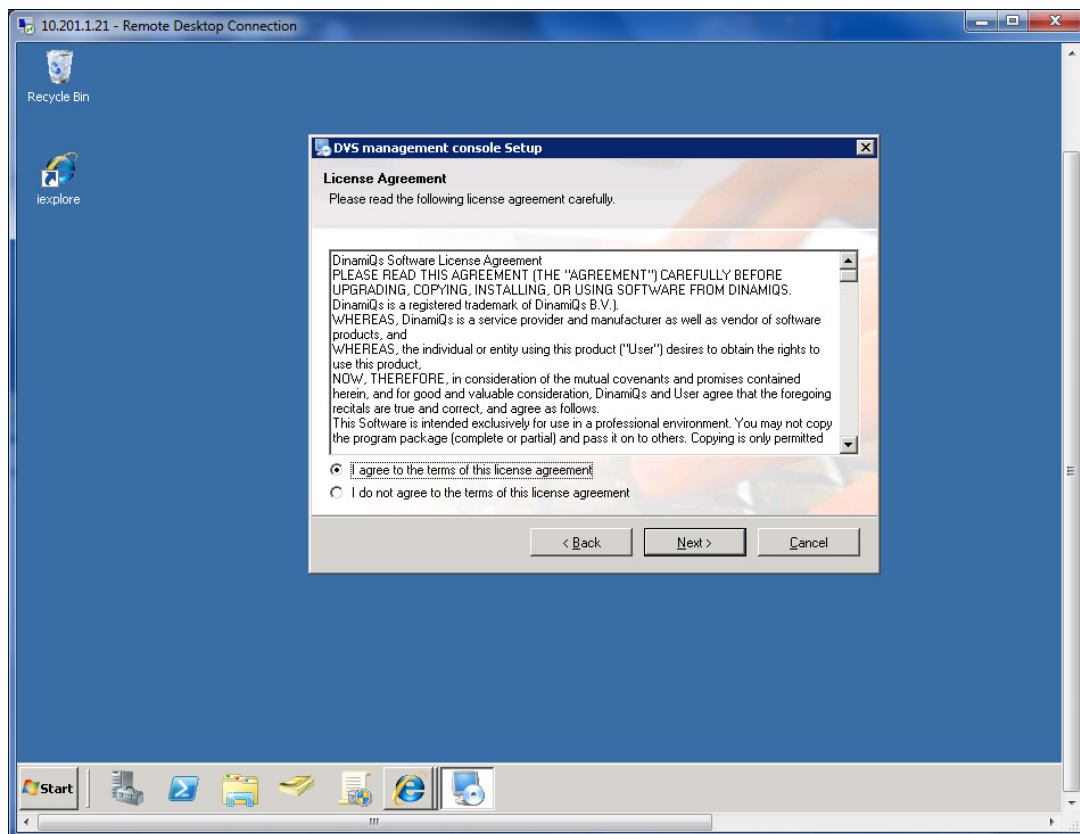 10.201.1.21 - Remote Desktop Connection
Recycle Bin
iexplore
DVS management console Setup
License Agreement
Please read the following license agreement carefully.
DinamiQs Software License Agreement
PLEASE READ THIS AGREEMENT (THE "AGREEMENT") CAREFULLY BEFORE
UPGRADING, COPYING, INSTALLING, OR USING SOFTWARE FROM DINAMIQS.
DinamiQs is a registered trademark of DinamiQs B.V.).
WHEREAS, DinamiQs is a service provider and manufacturer as well as vendor of software
products, and
WHEREAS, the individual or entity using this product ("User") desires to obtain the rights to
use this product,
NOW, THEREFORE, in consideration of the mutual covenants and promises contained
herein, and for good and valuable consideration, DinamiQs and User agree that the foregoing
recitals are true and correct, and agree as follows.
This Software is intended exclusively for use in a professional environment. You may not copy
the program package (complete or partial) and pass it on to others. Copying is only permitted
I agree to the terms of this license agreement
I do not agree to the terms of this license agreement
< Back
Next >
Cancel
Start